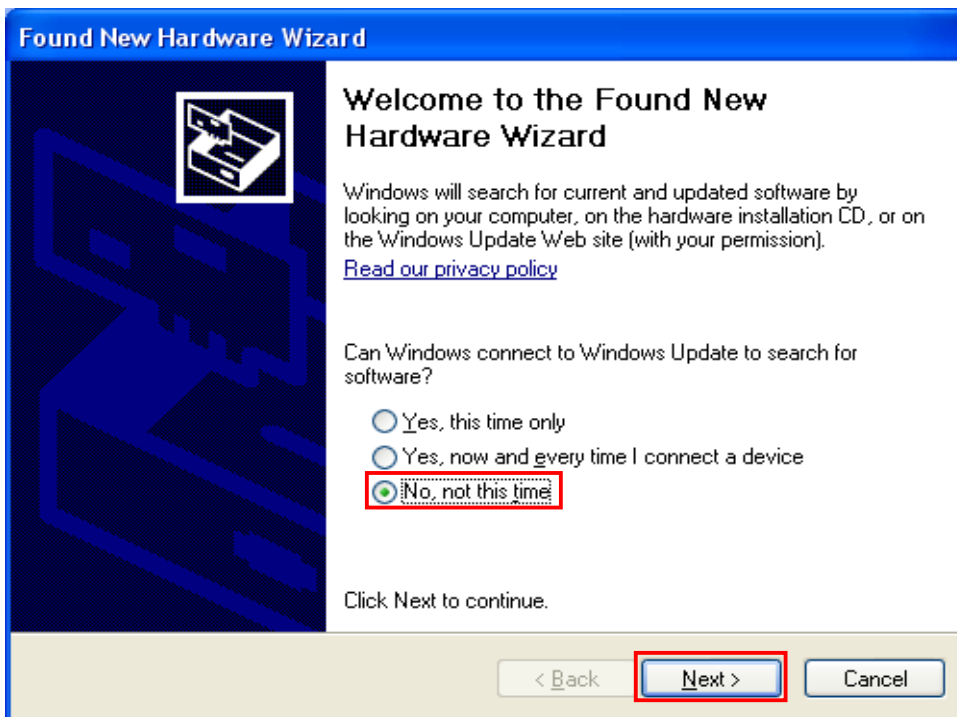 Found New Hardware Wizard
Welcome to the Found New
Hardware Wizard
Windows will search for current and updated software by
looking on your computer, on the hardware installation CD, or on
the Windows Update Web site (with your permission).
Read our privacy policy
Can Windows connect to Windows Update to search for
software?
Yes, this time only
Yes, now and every time I connect a device
No, not this time
Click Next to continue.
< Back
Next >
Cancel